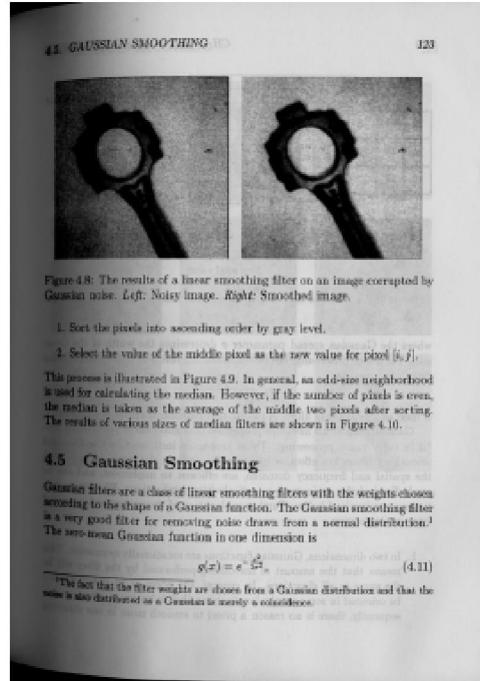 4.5. GAUSSIAN SMOOTHING 123
Figure 4.8: The results of a linear smoothing filter on an image corrupted by
Gaussian noise. Left: Noisy image. Right: Smoothed image.
1. Sort the pixels into ascending order by gray level.
2. Select the value of the middle pixel as the new value for pixel [i, j].
This process is illustrated in Figure 4.9. In general, an odd-size neighborhood
is used for calculating the median. However, if the number of pixels is even,
the median is taken as the average of the middle two pixels after sorting.
The results of various sizes of median filters are shown in Figure 4.10.
4.5 Gaussian Smoothing
Gaussian filters are a class of linear smoothing filters with the weights chosen
according to the shape of a Gaussian function. The Gaussian smoothing filter
is a very good filter for removing noise drawn from a normal distribution.¹
The zero-mean Gaussian function in one dimension is
g(x) = e^{-x²/2σ²}, (4.11)
¹The fact that the filter weights are chosen from a Gaussian distribution and that the
noise is also distributed as a Gaussian is merely a coincidence.